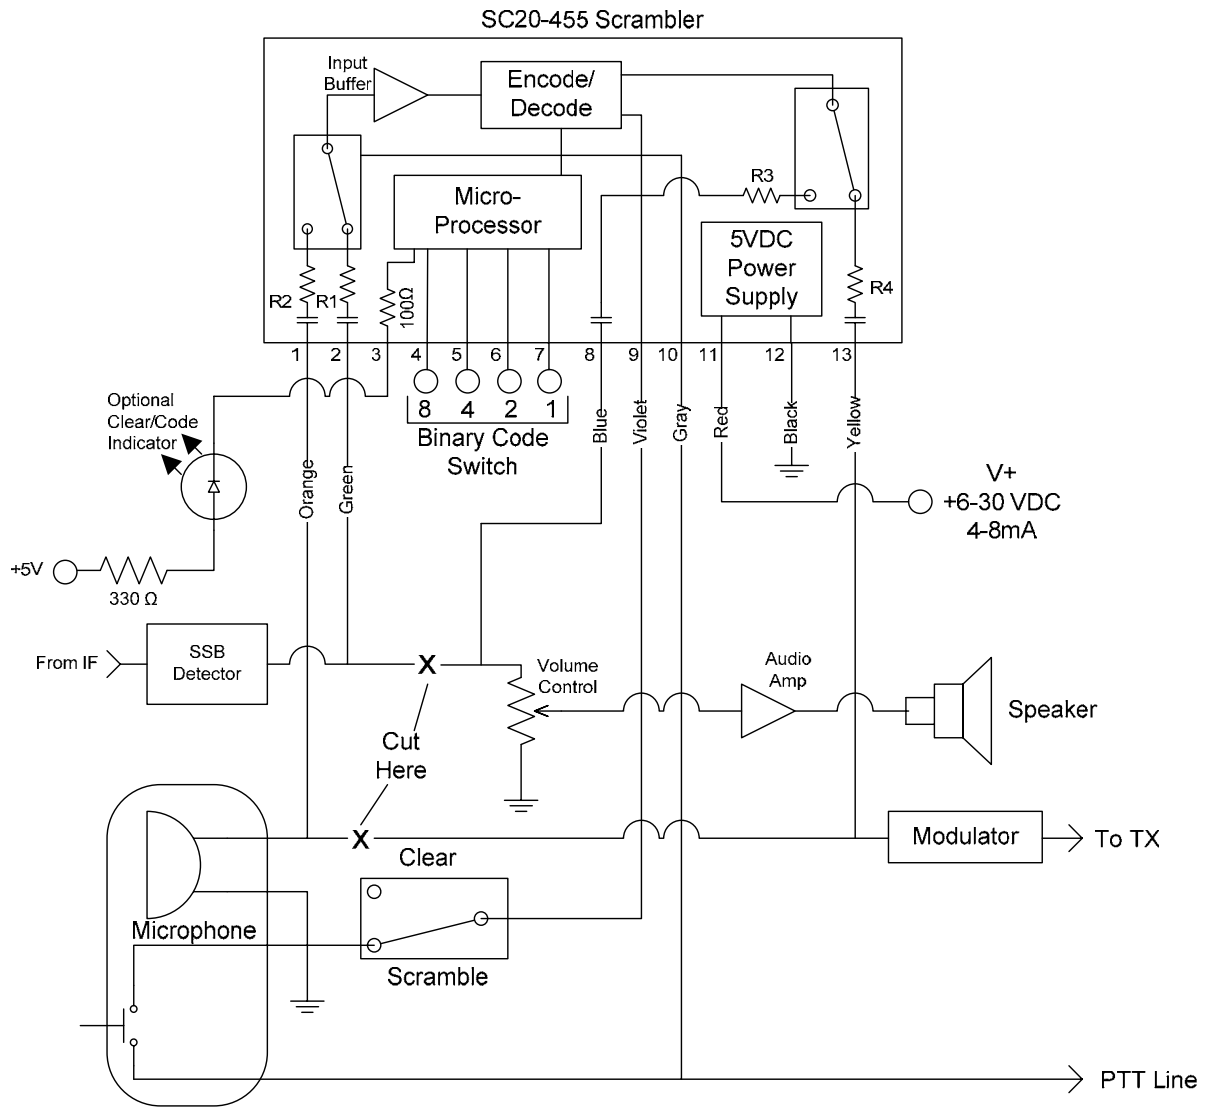 SC20-455 Scrambler
Input
Buffer
Encode/
Decode
R3
Micro-
Processor
5VDC
Power
Supply
R2
R1
100Ω
R4
1
2
3
4
5
6
7
8
9
10
11
12
13
Optional
Clear/Code
Indicator
8
4
2
1
Binary Code
Switch
Orange
Green
Blue
Violet
Gray
Red
Black
Yellow
V+
+6-30 VDC
4-8mA
+5V
330 Ω
From IF
SSB
Detector
X
Volume
Control
Audio
Amp
Speaker
Cut
Here
X
Modulator
To TX
Clear
Microphone
Scramble
PTT Line